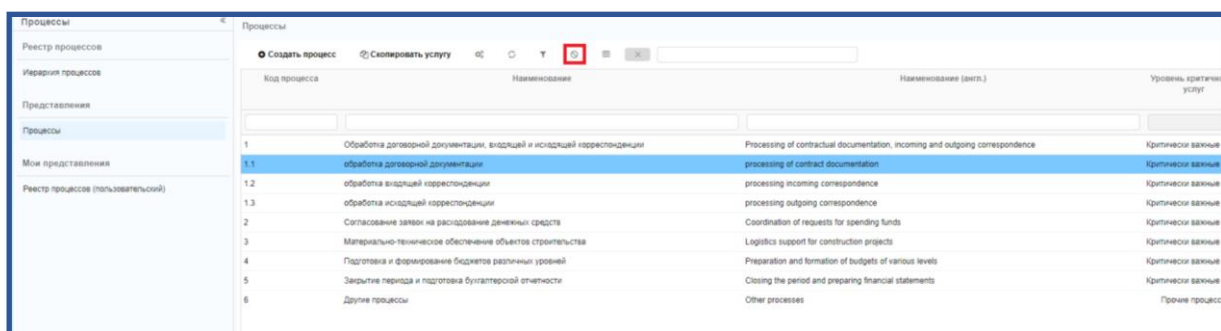 Процессы
Процессы
Реестр процессов
Создать процесс Скопировать услугу
Иерархия процессов
Код процесса Наименование Наименование (англ.) Уровень критично
услуг
Представления
Процессы
1 Обработка договорной документации, входящей и исходящей корреспонденции Processing of contractual documentation, incoming and outgoing correspondence Критически важные
Мои представления
1.1 обработка договорной документации processing of contract documentation Критически важные
Реестр процессов (пользовательский)
1.2 обработка входящей корреспонденции processing incoming correspondence Критически важные
1.3 обработка исходящей корреспонденции processing outgoing correspondence Критически важные
2 Согласование заявок на расходование денежных средств Coordination of requests for spending funds Критически важные
3 Материально-техническое обеспечение объектов строительства Logistics support for construction projects Критически важные
4 Подготовка и формирование бюджетов различных уровней Preparation and formation of budgets of various levels Критически важные
5 Закрытие периода и подготовка бухгалтерской отчетности Closing the period and preparing financial statements Критически важные
6 Другие процессы Other processes Прочие процесс